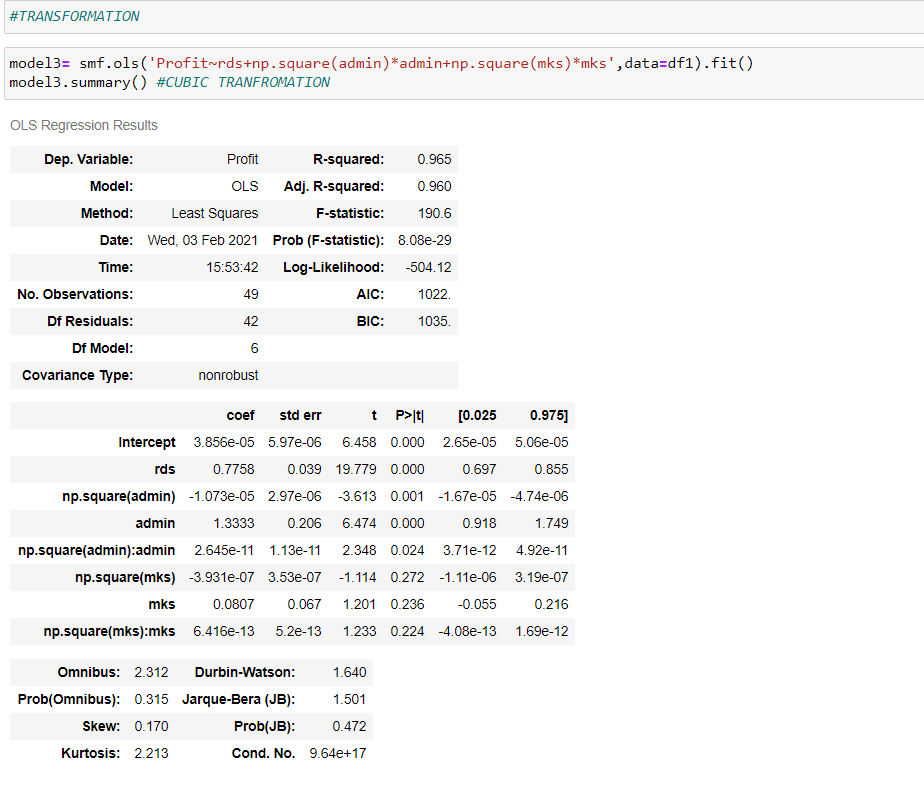 #TRANSFORMATION
model3= smf.ols('Profit~rds+np.square(admin)*admin+np.square(mks)*mks',data=df1).fit()
model3.summary() #CUBIC TRANFROMATION
OLS Regression Results
Dep. Variable: Profit R-squared: 0.965
Model: OLS Adj. R-squared: 0.960
Method: Least Squares F-statistic: 190.6
Date: Wed, 03 Feb 2021 Prob (F-statistic): 8.08e-29
Time: 15:53:42 Log-Likelihood: -504.12
No. Observations: 49 AIC: 1022.
Df Residuals: 42 BIC: 1035.
Df Model: 6
Covariance Type: nonrobust
coef std err t P>|t| [0.025 0.975]
Intercept 3.856e-05 5.97e-06 6.458 0.000 2.65e-05 5.06e-05
rds 0.7758 0.039 19.779 0.000 0.697 0.855
np.square(admin) -1.073e-05 2.97e-06 -3.613 0.001 -1.67e-05 -4.74e-06
admin 1.3333 0.206 6.474 0.000 0.918 1.749
np.square(admin):admin 2.645e-11 1.13e-11 2.348 0.024 3.71e-12 4.92e-11
np.square(mks) -3.931e-07 3.53e-07 -1.114 0.272 -1.11e-06 3.19e-07
mks 0.0807 0.067 1.201 0.236 -0.055 0.216
np.square(mks):mks 6.416e-13 5.2e-13 1.233 0.224 -4.08e-13 1.69e-12
Omnibus: 2.312 Durbin-Watson: 1.640
Prob(Omnibus): 0.315 Jarque-Bera (JB): 1.501
Skew: 0.170 Prob(JB): 0.472
Kurtosis: 2.213 Cond. No. 9.64e+17